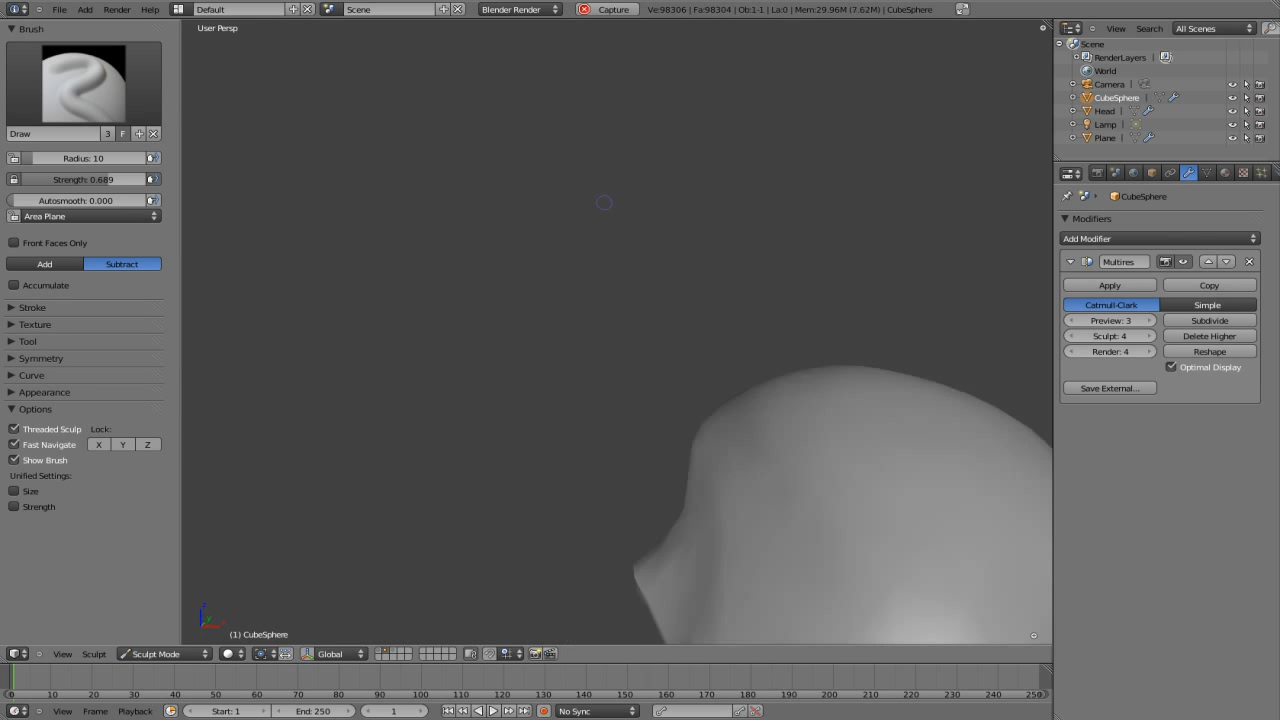 File Add Render Help Default Scene Blender Render Capture Ve:98306 | Fa:98304 | Ob:1-1 | La:0 | Mem:29.96M (7.62M) | CubeSphere
Brush
Draw 3 F
Radius: 10
Strength: 0.689
Autosmooth: 0.000
Area Plane
Front Faces Only
Add Subtract
Accumulate
Stroke
Texture
Tool
Symmetry
Curve
Appearance
Options
Threaded Sculp Lock:
Fast Navigate X Y Z
Show Brush
Unified Settings:
Size
Strength
User Persp
(1) CubeSphere
View Search All Scenes
Scene
RenderLayers |
World
Camera |
CubeSphere |
Head |
Lamp |
Plane |
CubeSphere
Modifiers
Add Modifier
Multires
Apply Copy
Catmull-Clark Simple
Preview: 3 Subdivide
Sculpt: 4 Delete Higher
Render: 4 Reshape
Optimal Display
Save External...
View Sculpt Sculpt Mode Global
0 10 20 30 40 50 60 70 80 90 100 110 120 130 140 150 160 170 180 190 200 210 220 230 240 250
View Frame Playback Start: 1 End: 250 1 No Sync